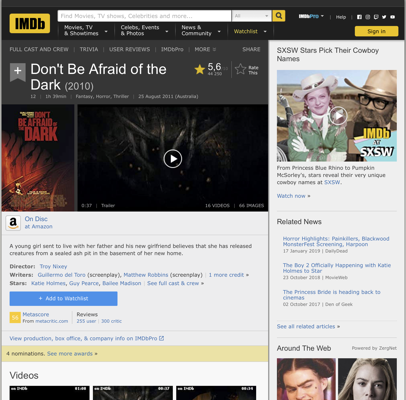 IMDb
Find Movies, TV shows, Celebrities and more...
All
IMDbPro
Help
Movies, TV & Showtimes
Celebs, Events & Photos
News & Community
Watchlist
Sign in
FULL CAST AND CREW | TRIVIA | USER REVIEWS | IMDbPro | MORE
SHARE
Don't Be Afraid of the Dark (2010)
5,6
Rate This
12 | 1h 39min | Fantasy, Horror, Thriller | 25 August 2011 (Australia)
DON'T BE AFRAID OF THE DARK
0:37 | Trailer
16 VIDEOS | 66 IMAGES
On Disc
at Amazon
A young girl sent to live with her father and his new girlfriend believes that she has released
creatures from a sealed ash pit in the basement of her new home.
Director: Troy Nixey
Writers: Guillermo del Toro (screenplay), Matthew Robbins (screenplay) | 1 more credit »
Stars: Katie Holmes, Guy Pearce, Bailee Madison | See full cast & crew »
+ Add to Watchlist
Metascore
From metacritic.com
Reviews
255 user | 300 critic
View production, box office, & company info on IMDbPro
4 nominations. See more awards »
Videos
SXSW Stars Pick Their Cowboy
Names
IMDb
AT
SXSW
From Princess Blue Rhino to Pumpkin
McSorley's, stars reveal their very unique
cowboy names at SXSW.
Watch now »
Related News
Horror Highlights: Painkillers, Blackway
MonsterFest Screening, Harpoon
17 January 2019 | DailyDead
The Boy 2 Officially Happening with Katie
Holmes to Star
23 October 2018 | MovieWeb
The Princess Bride is heading back to
cinemas
02 October 2017 | Den of Geek
See all related articles »
Around The Web | Powered by ZergNet